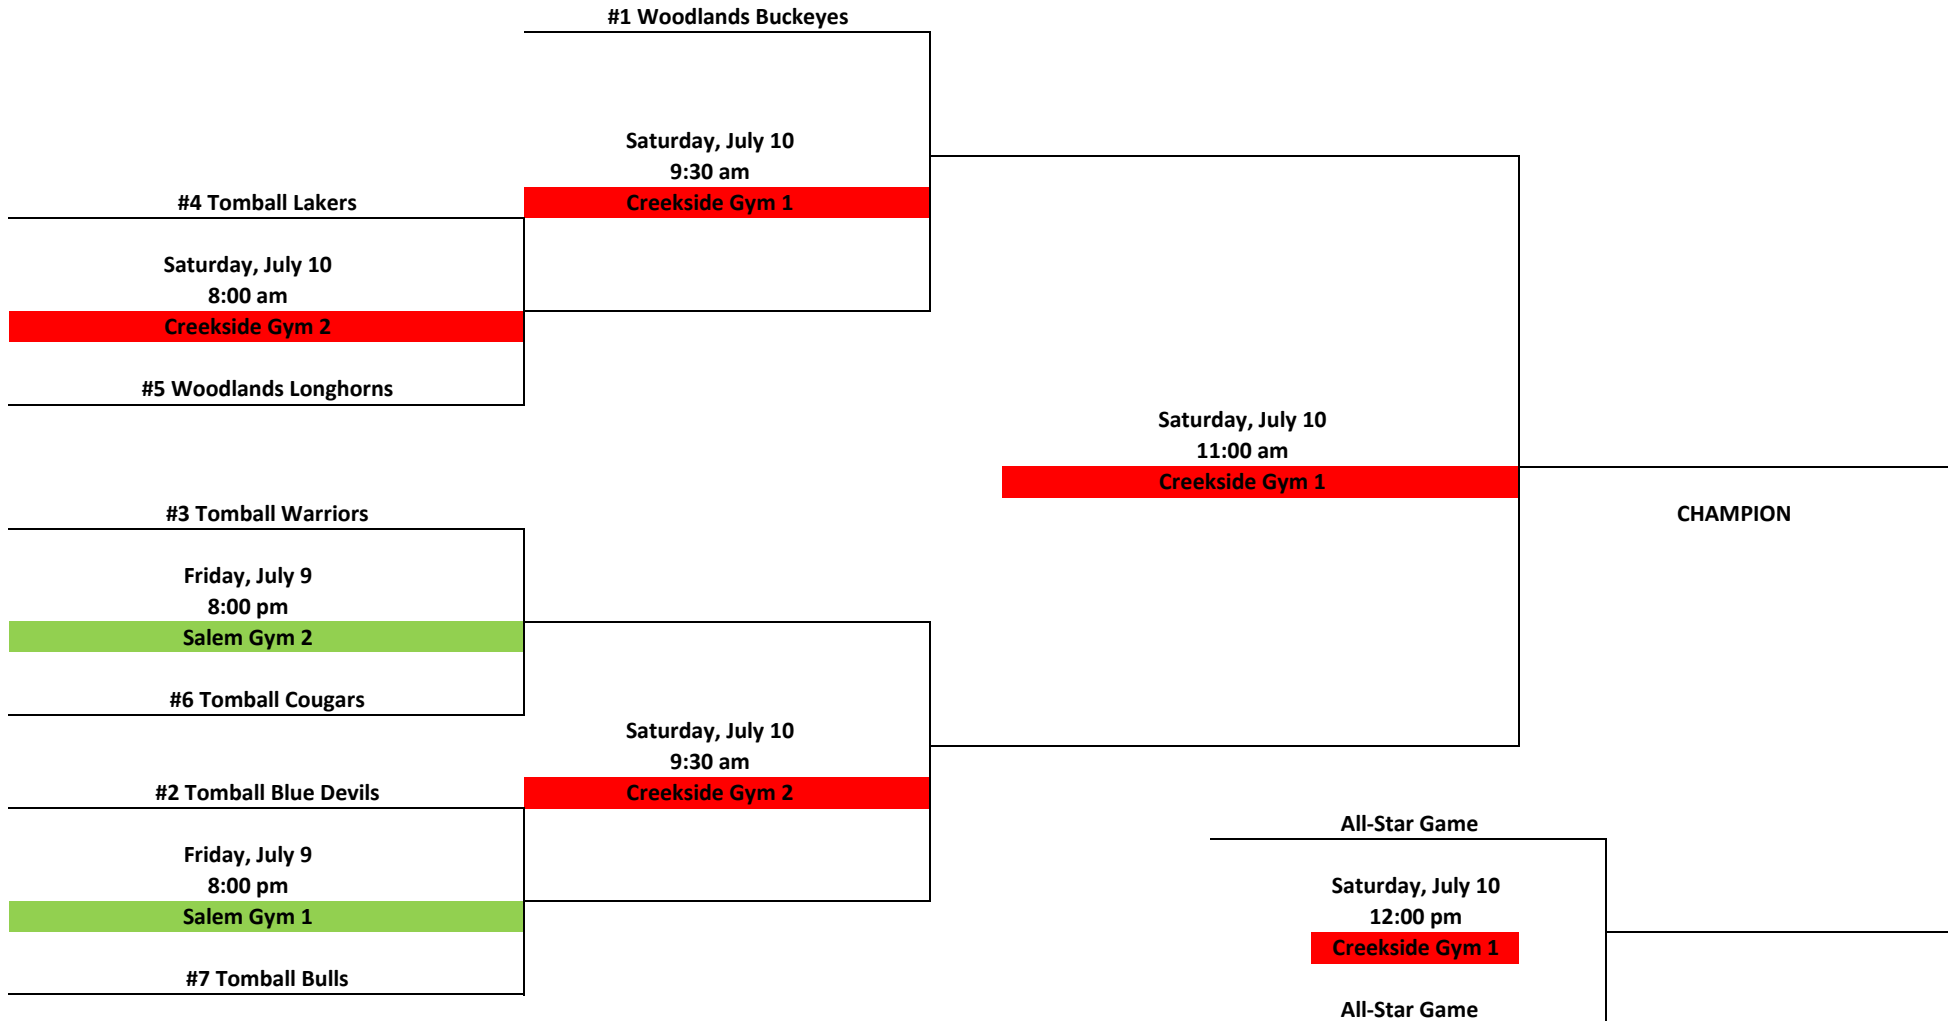 #1 Woodlands Buckeyes
Saturday, July 10
9:30 am
Creekside Gym 1
#4 Tomball Lakers
Saturday, July 10
8:00 am
Creekside Gym 2
#5 Woodlands Longhorns
Saturday, July 10
11:00 am
Creekside Gym 1
CHAMPION
#3 Tomball Warriors
Friday, July 9
8:00 pm
Salem Gym 2
#6 Tomball Cougars
Saturday, July 10
9:30 am
Creekside Gym 2
#2 Tomball Blue Devils
Friday, July 9
8:00 pm
Salem Gym 1
#7 Tomball Bulls
All-Star Game
Saturday, July 10
12:00 pm
Creekside Gym 1
All-Star Game